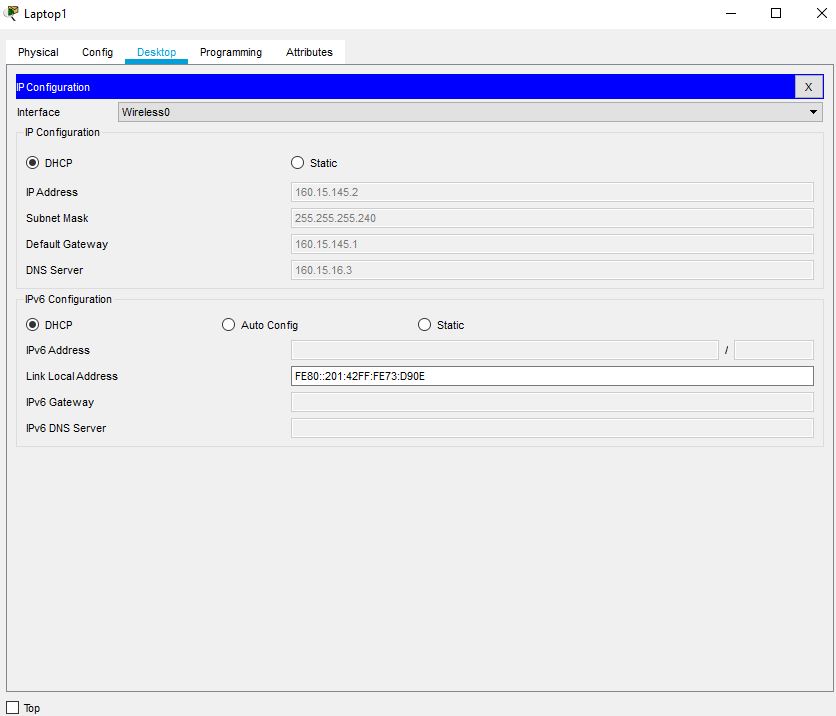 Laptop1
Physical Config Desktop Programming Attributes
IP Configuration X
Interface Wireless0
IP Configuration
DHCP Static
IP Address 160.15.145.2
Subnet Mask 255.255.255.240
Default Gateway 160.15.145.1
DNS Server 160.15.16.3
IPv6 Configuration
DHCP Auto Config Static
IPv6 Address /
Link Local Address FE80::201:42FF:FE73:D90E
IPv6 Gateway
IPv6 DNS Server
Top